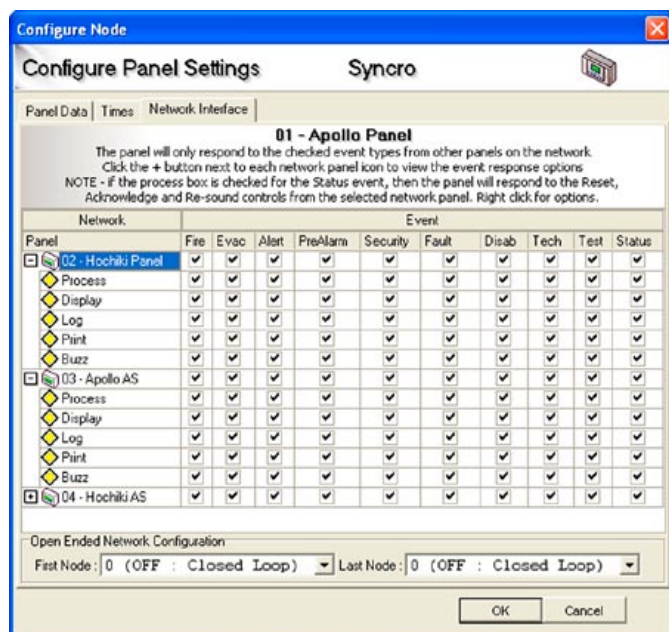 Configure Node
Configure Panel Settings Syncro
Panel Data Times Network Interface
01 - Apollo Panel
The panel will only respond to the checked event types from other panels on the network
Click the + button next to each network panel icon to view the event response options
NOTE - if the process box is checked for the Status event, then the panel will respond to the Reset,
Acknowledge and Re-sound controls from the selected network panel. Right click for options.
Network Event
Panel Fire Evac Alert PreAlarm Security Fault Disab Tech Test Status
02 - Hochiki Panel
Process
Display
Log
Print
Buzz
03 - Apollo AS
Process
Display
Log
Print
Buzz
04 - Hochiki AS
Open Ended Network Configuration
First Node : 0 (OFF : Closed Loop) Last Node : 0 (OFF : Closed Loop)
OK Cancel